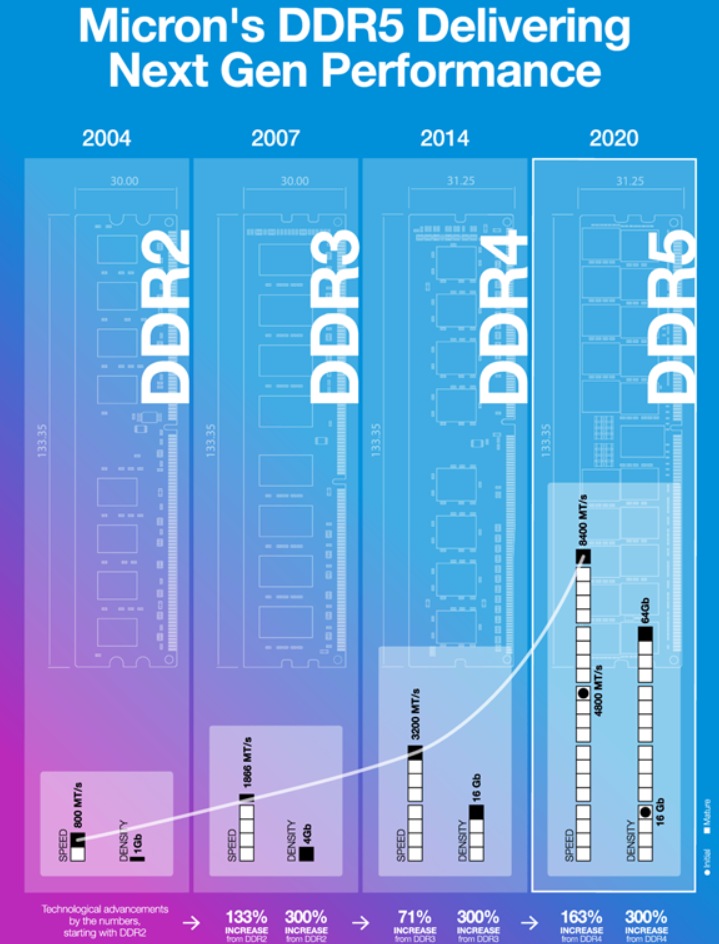 Micron's DDR5 Delivering
Next Gen Performance
2004
2007
2014
2020
30.00
30.00
31.25
31.25
133.35
133.35
133.35
133.35
DDR2
DDR3
DDR4
DDR5
SPEED
800 MT/s
DENSITY
1Gb
SPEED
1866 MT/s
DENSITY
4Gb
SPEED
3200 MT/s
DENSITY
16 Gb
SPEED
4800 MT/s
8400 MT/s
DENSITY
16 Gb
64Gb
Initial
Mature
Technological advancements
by the numbers,
starting with DDR2
133%
INCREASE
from DDR2
300%
INCREASE
from DDR2
71%
INCREASE
from DDR3
300%
INCREASE
from DDR3
163%
INCREASE
from DDR4
300%
INCREASE
from DDR4